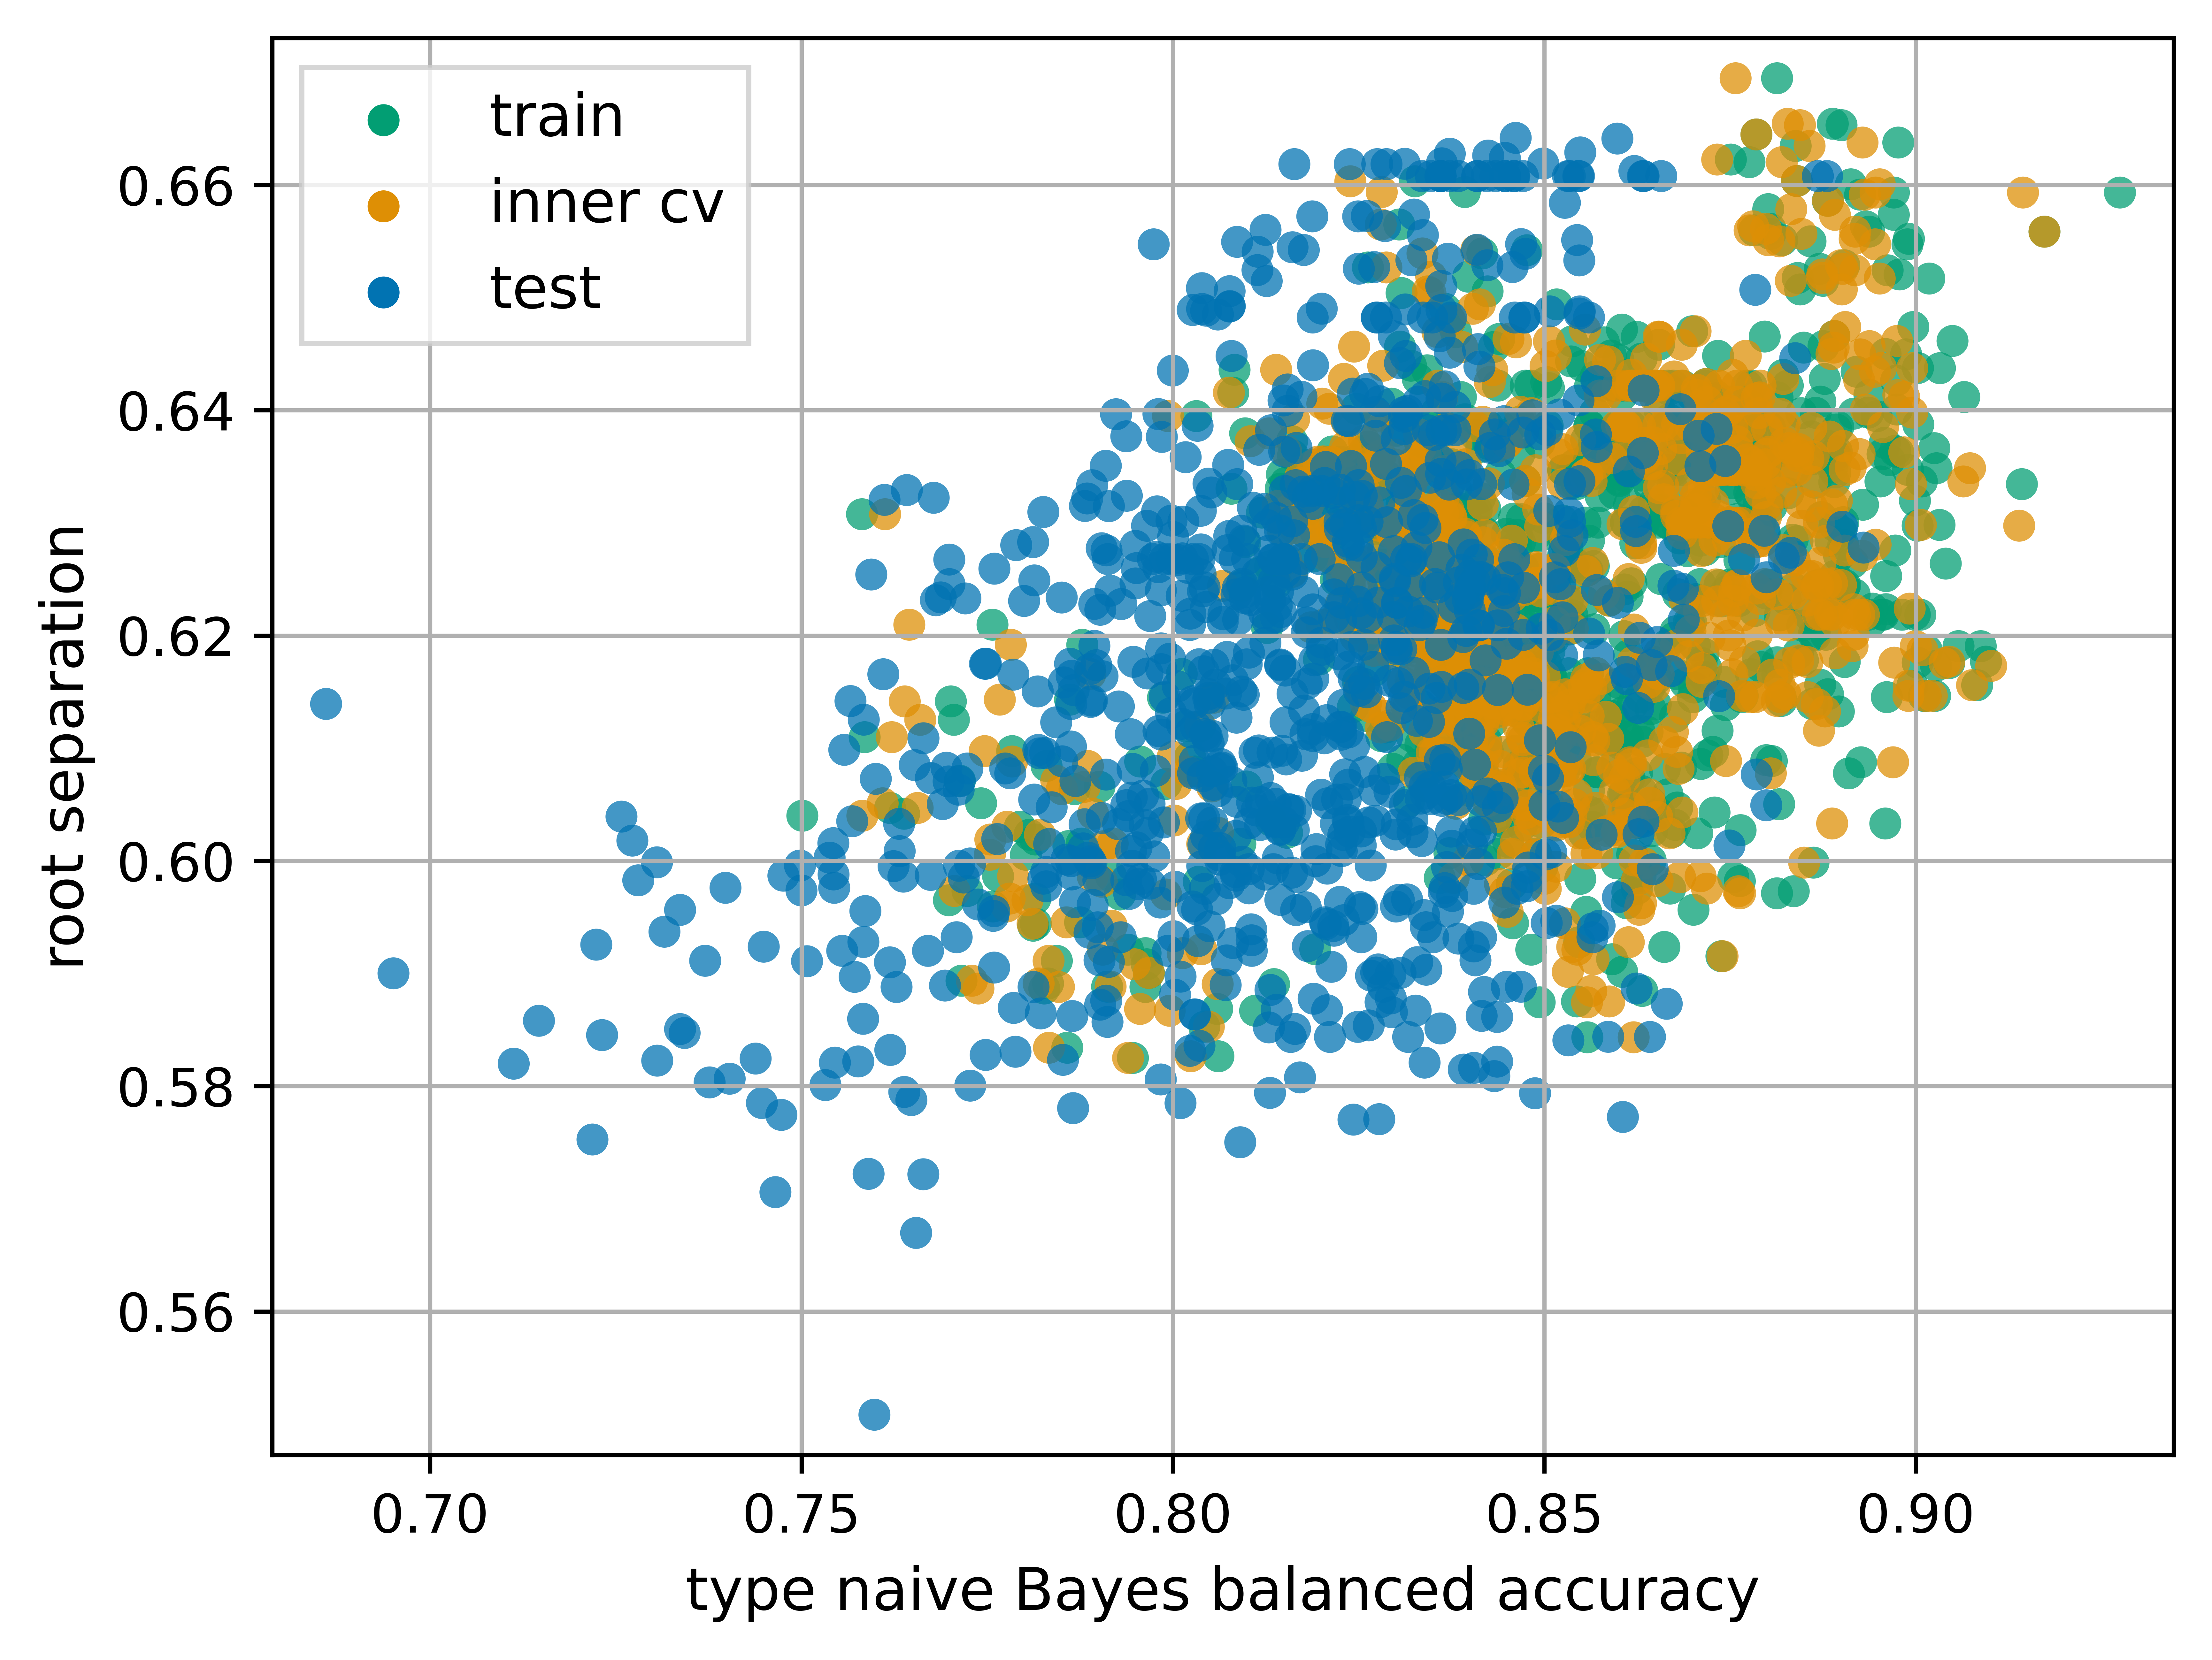 train
inner cv
test
0.66
0.64
0.62
0.60
0.58
0.56
root separation
0.70
0.75
0.80
0.85
0.90
type naive Bayes balanced accuracy